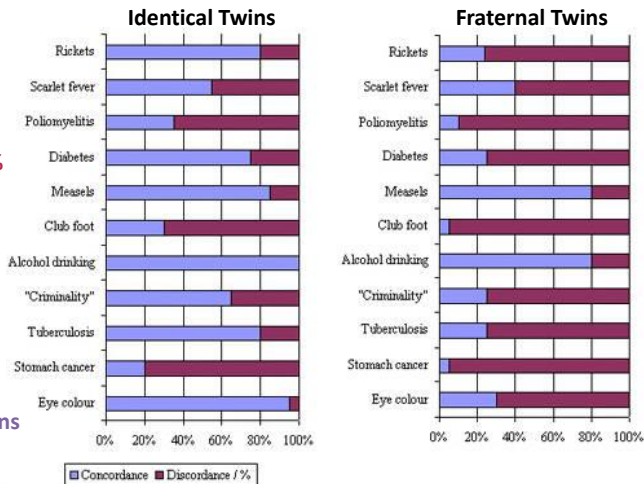 Identical Twins
Rickets
Scarlet fever
Poliomyelitis
Diabetes
Measels
Club foot
Alcohol drinking
"Criminality"
Tuberculosis
Stomach cancer
Eye colour
0% 20% 40% 60% 80% 100%
Concordance Discordance / %
Fraternal Twins
Rickets
Scarlet fever
Poliomyelitis
Diabetes
Measels
Club foot
Alcohol drinking
"Criminality"
Tuberculosis
Stomach cancer
Eye colour
0% 20% 40% 60% 80% 100%
%
ns